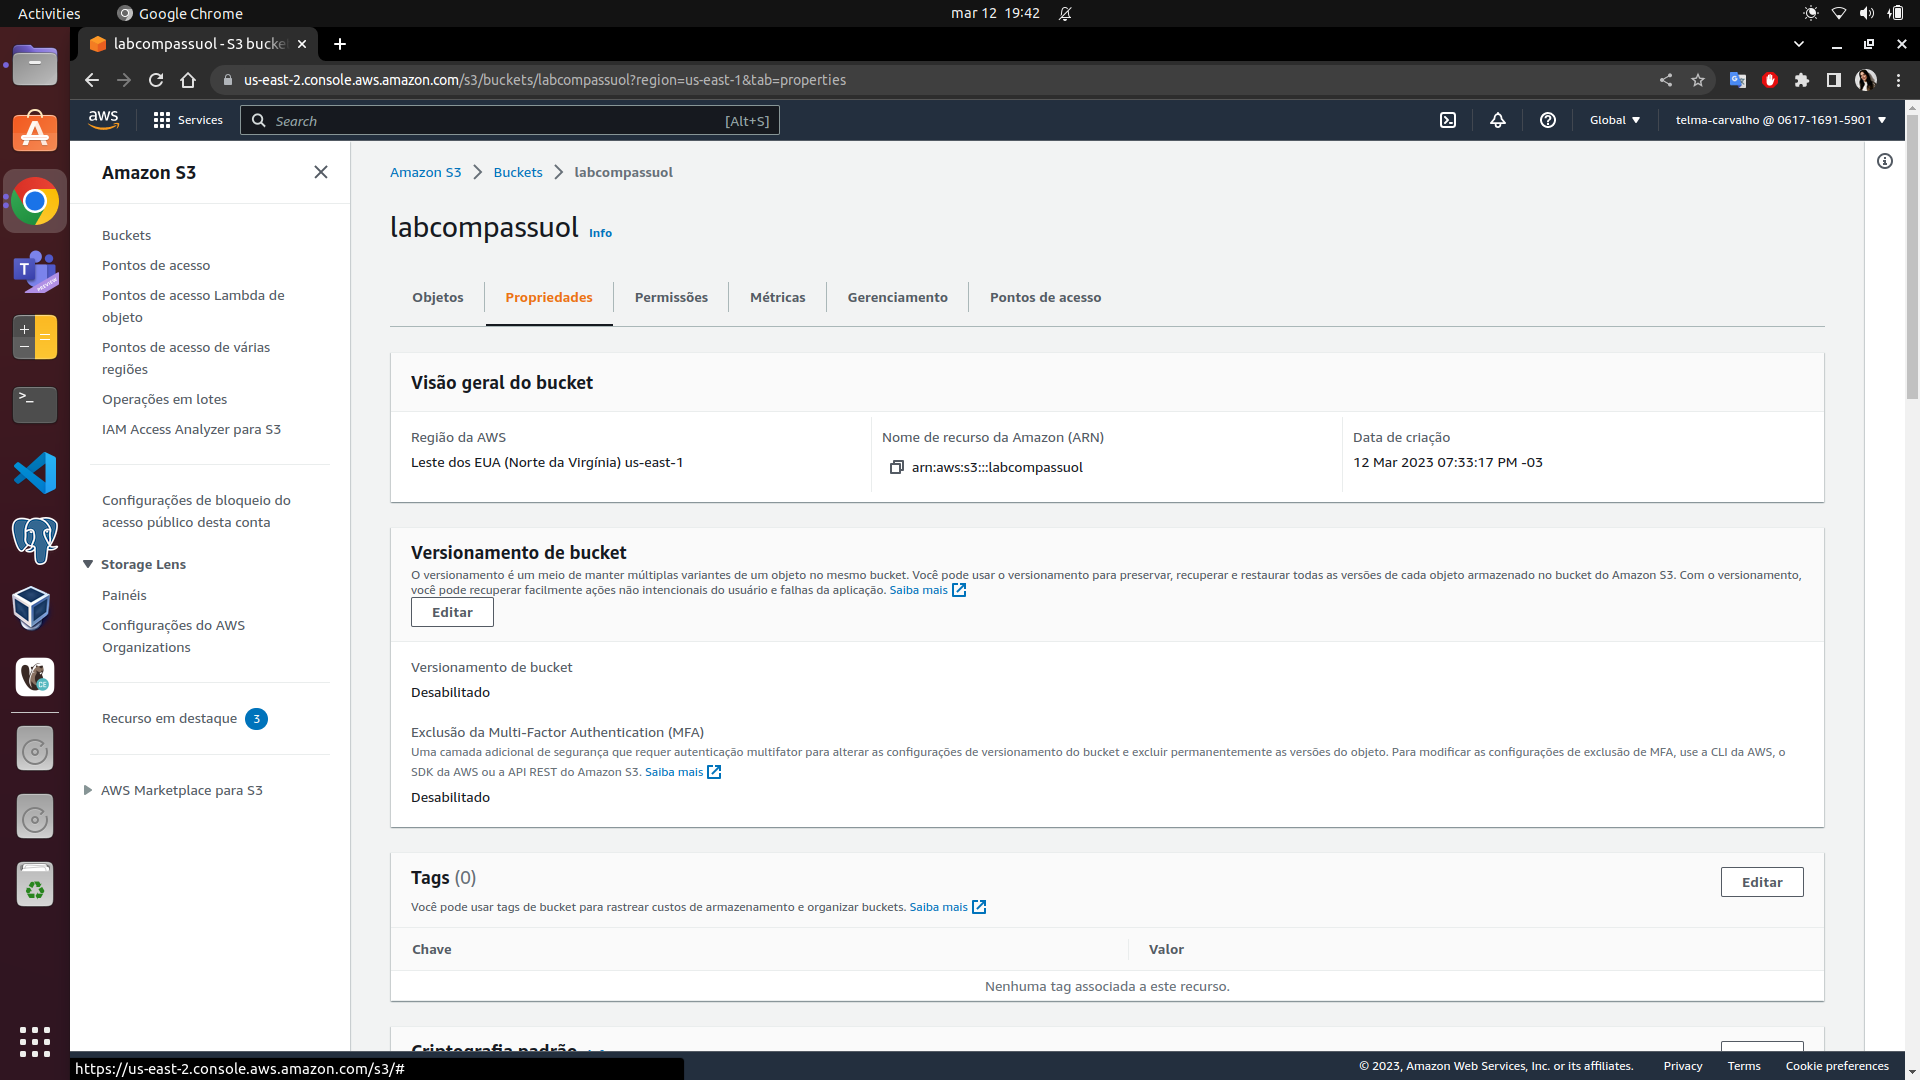 Activities
Google Chrome
mar 12 19:42
labcompassuol - S3 bucke
us-east-2.console.aws.amazon.com/s3/buckets/labcompassuol?region=us-east-1&tab=properties
aws
Services
Search
[Alt+S]
Global
telma-carvalho @ 0617-1691-5901
Amazon S3
Buckets
Pontos de acesso
Pontos de acesso Lambda de
objeto
Pontos de acesso de várias
regiões
Operações em lotes
IAM Access Analyzer para S3
Configurações de bloqueio do
acesso público desta conta
Storage Lens
Painéis
Configurações do AWS
Organizations
Recurso em destaque 3
AWS Marketplace para S3
Amazon S3 > Buckets > labcompassuol
labcompassuol Info
Objetos
Propriedades
Permissões
Métricas
Gerenciamento
Pontos de acesso
Visão geral do bucket
Região da AWS
Leste dos EUA (Norte da Virgínia) us-east-1
Nome de recurso da Amazon (ARN)
arn:aws:s3:::labcompassuol
Data de criação
12 Mar 2023 07:33:17 PM -03
Versionamento de bucket
O versionamento é um meio de manter múltiplas variantes de um objeto no mesmo bucket. Você pode usar o versionamento para preservar, recuperar e restaurar todas as versões de cada objeto armazenado no bucket do Amazon S3. Com o versionamento,
você pode recuperar facilmente ações não intencionais do usuário e falhas da aplicação. Saiba mais
Editar
Versionamento de bucket
Desabilitado
Exclusão da Multi-Factor Authentication (MFA)
Uma camada adicional de segurança que requer autenticação multifator para alterar as configurações de versionamento do bucket e excluir permanentemente as versões do objeto. Para modificar as configurações de exclusão de MFA, use a CLI da AWS, o
SDK da AWS ou a API REST do Amazon S3. Saiba mais
Desabilitado
Tags (0)
Editar
Você pode usar tags de bucket para rastrear custos de armazenamento e organizar buckets. Saiba mais
Chave
Valor
Nenhuma tag associada a este recurso.
Criptografia padrão
https://us-east-2.console.aws.amazon.com/s3/#
© 2023, Amazon Web Services, Inc. or its affiliates.
Privacy
Terms
Cookie preferences